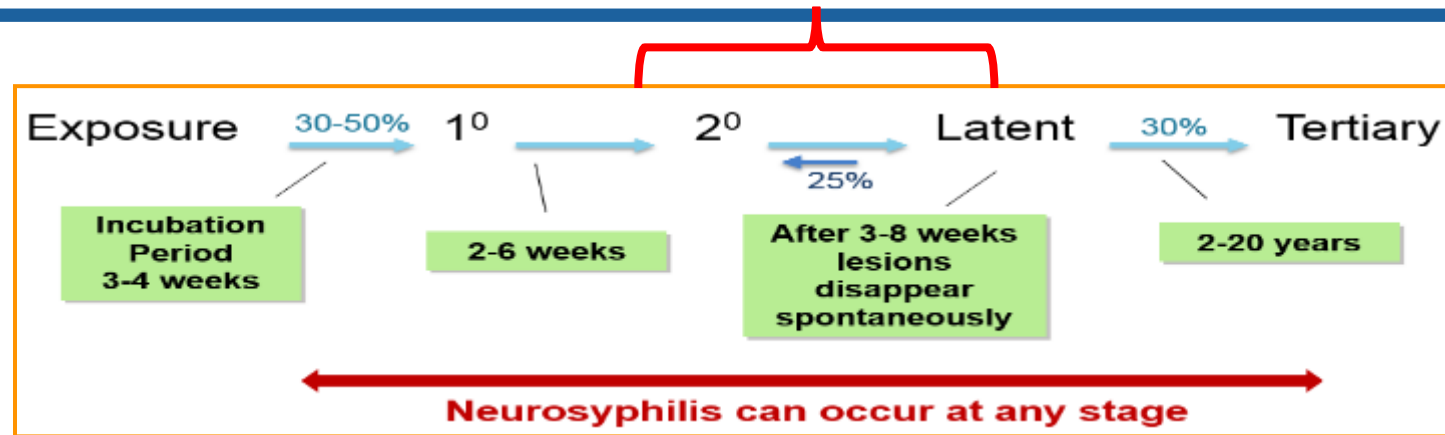 Exposure 30-50% 1⁰ 2⁰ Latent 30% Tertiary
25%
Incubation
Period
3-4 weeks
2-6 weeks
After 3-8 weeks
lesions
disappear
spontaneously
2-20 years
Neurosyphilis can occur at any stage